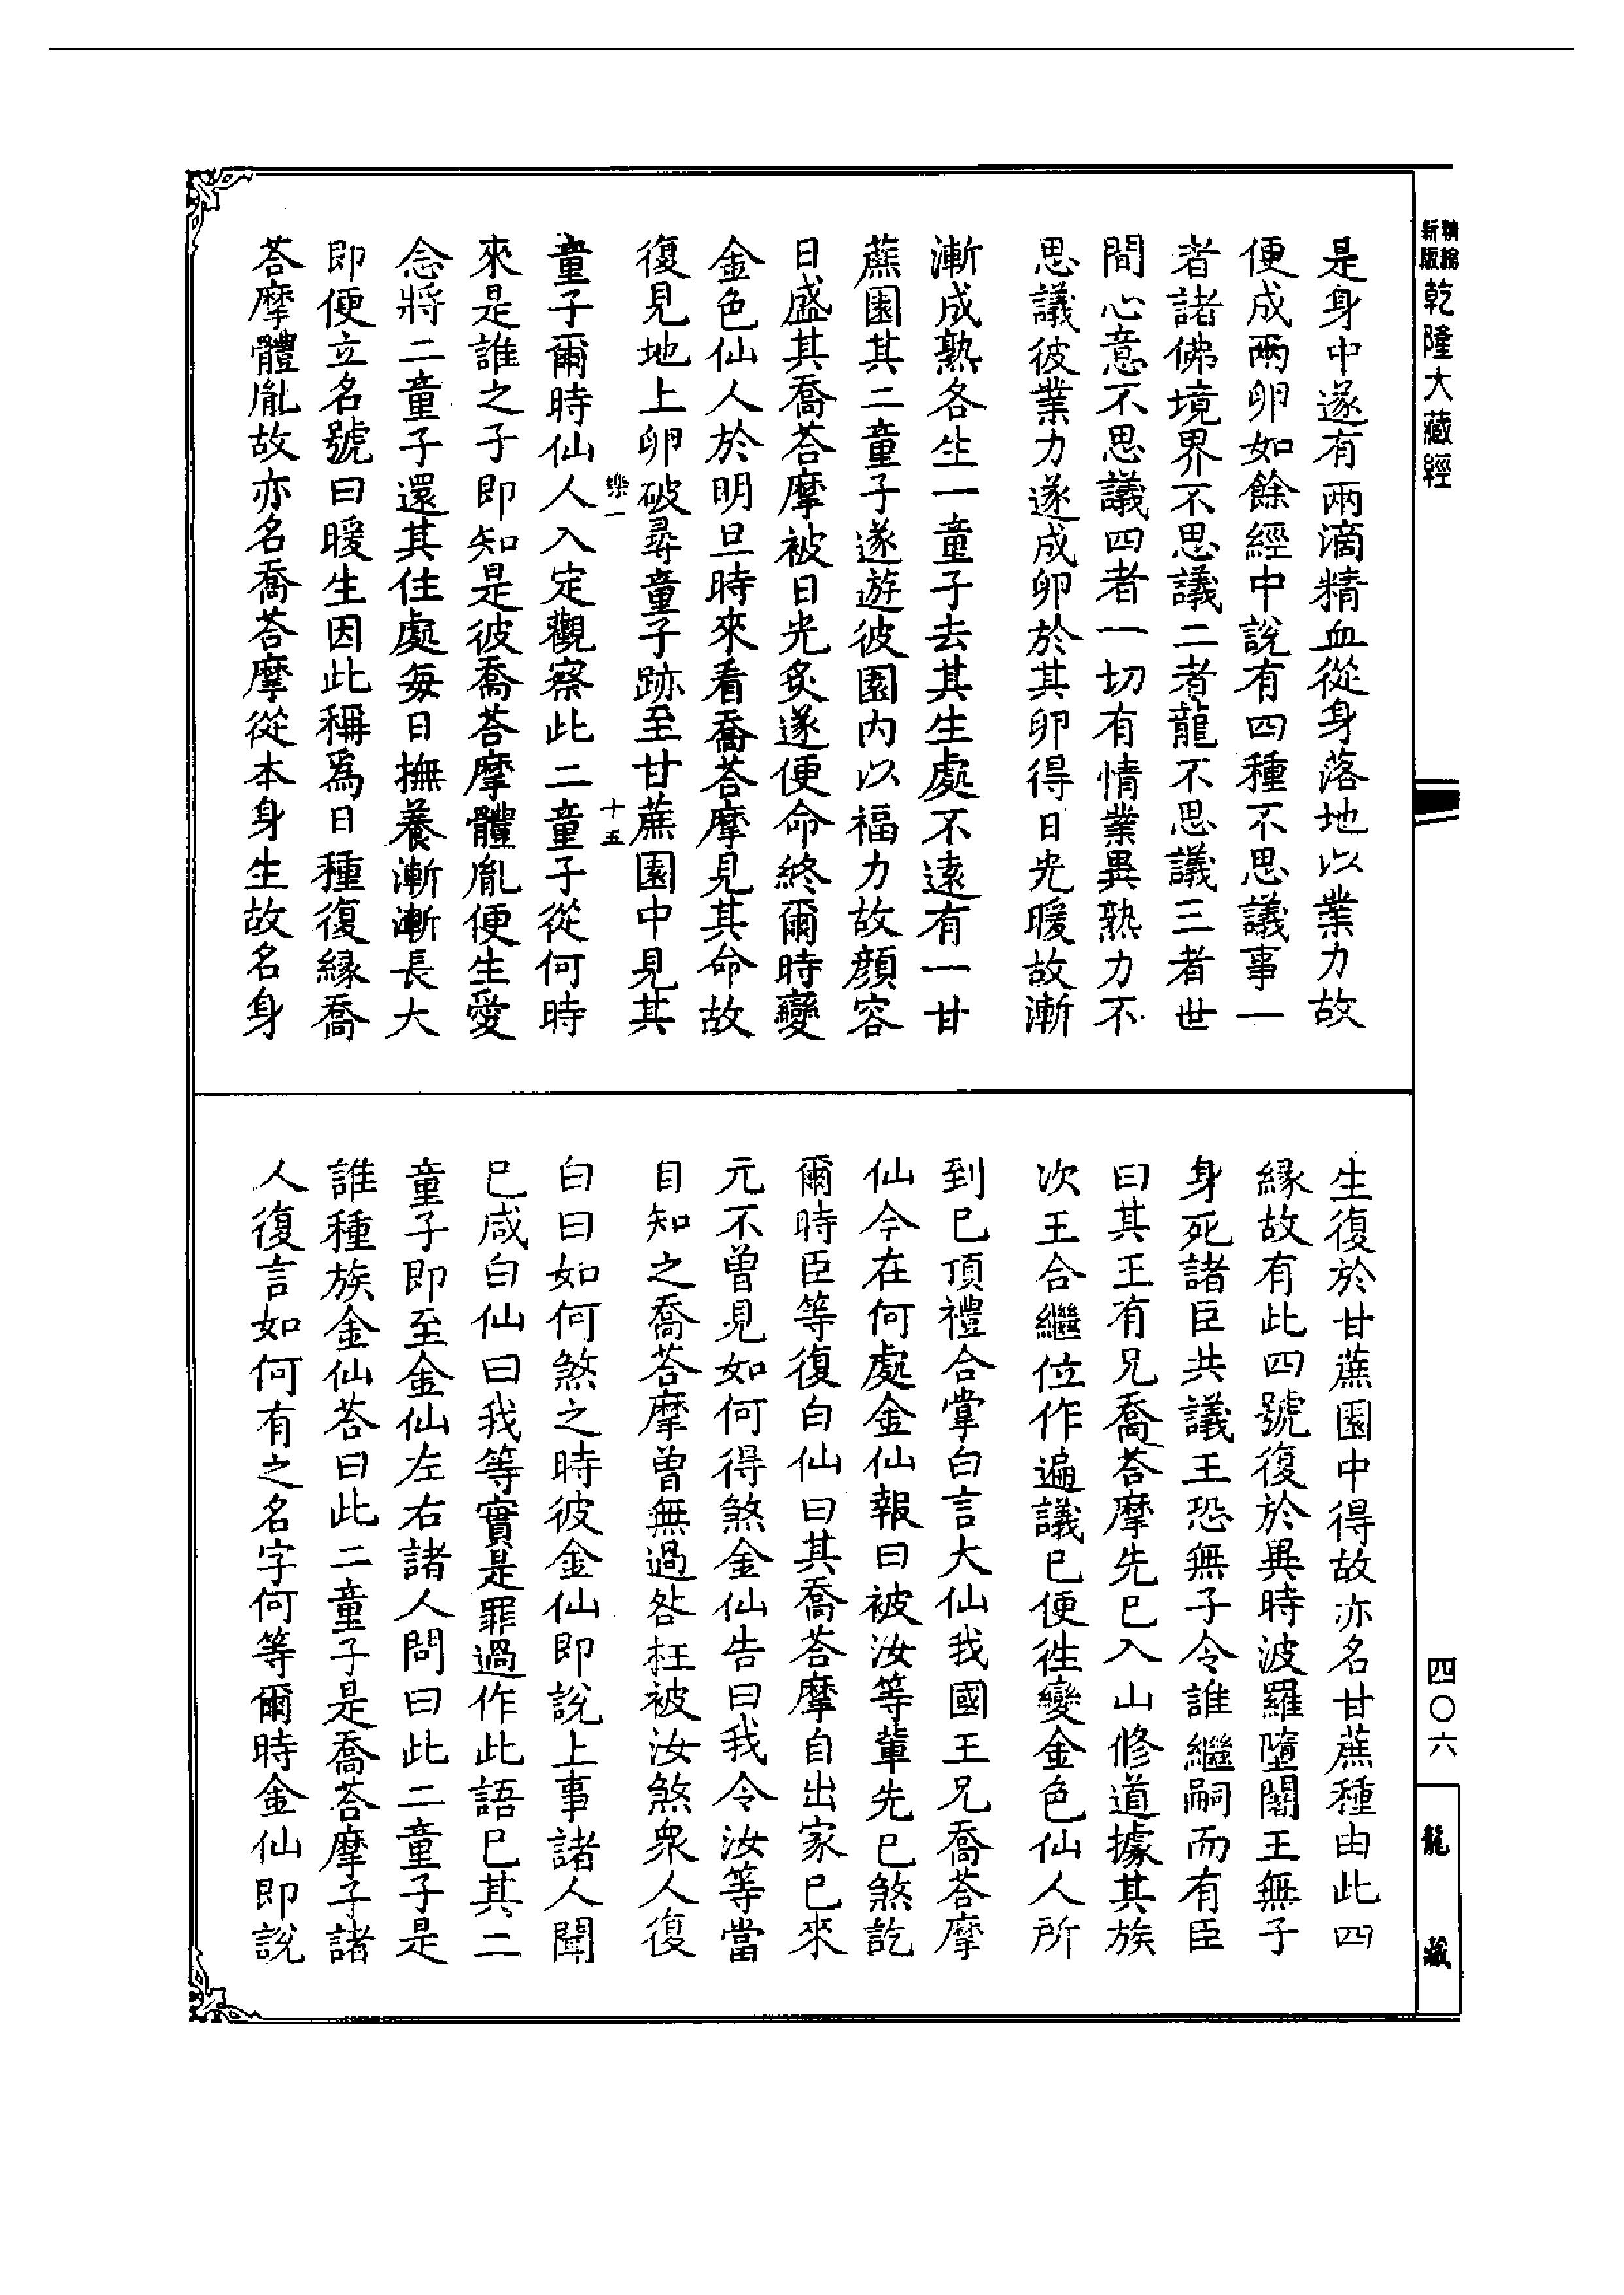 新版
精縮
乾隆大藏經
四〇六
龍藏
是身中遂有兩滴精血從身落地以業力故
便成兩卵如餘經中說有四種不思議事一
者諸佛境界不思議二者龍不思議三者世
間心意不思議四者一切有情業異熟力不
思議彼業力遂成卵於其卵得日光暖故漸
漸成熟各生一童子去其生處不遠有一甘
蔗園其二童子遂遊彼園內以福力故顏容
日盛其喬荅摩被日光炙遂便命終爾時變
金色仙人於明旦時來看喬荅摩見其命故
復見地上卵破尋童子跡至甘蔗園中見其
樂一
十五
童子爾時仙人入定觀察此二童子從何時
來是誰之子即知是彼喬荅摩體胤便生愛
念將二童子還其住處每日撫養漸漸長大
即便立名號曰暖生因此稱爲日種復緣喬
荅摩體胤故亦名喬荅摩從本身生故名身
生復於甘蔗園中得故亦名甘蔗種由此四
緣故有此四號復於異時波羅墮闍王無子
身死諸臣共議王恐無子令誰繼嗣而有臣
曰其王有兄喬荅摩先已入山修道據其族
次王合繼位作遍議已便徃變金色仙人所
到已頂禮合掌白言大仙我國王兄喬荅摩
仙今在何處金仙報曰被汝等輩先已煞訖
爾時臣等復白仙曰其喬荅摩自出家已來
元不曾見如何得煞金仙告曰我令汝等當
目知之喬荅摩曾無過咎枉被汝煞衆人復
白曰如何煞之時彼金仙即說上事諸人聞
已咸白仙曰我等實是罪過作此語已其二
童子即至金仙左右諸人問曰此二童子是
誰種族金仙荅曰此二童子是喬荅摩子諸
人復言如何有之名字何等爾時金仙即說